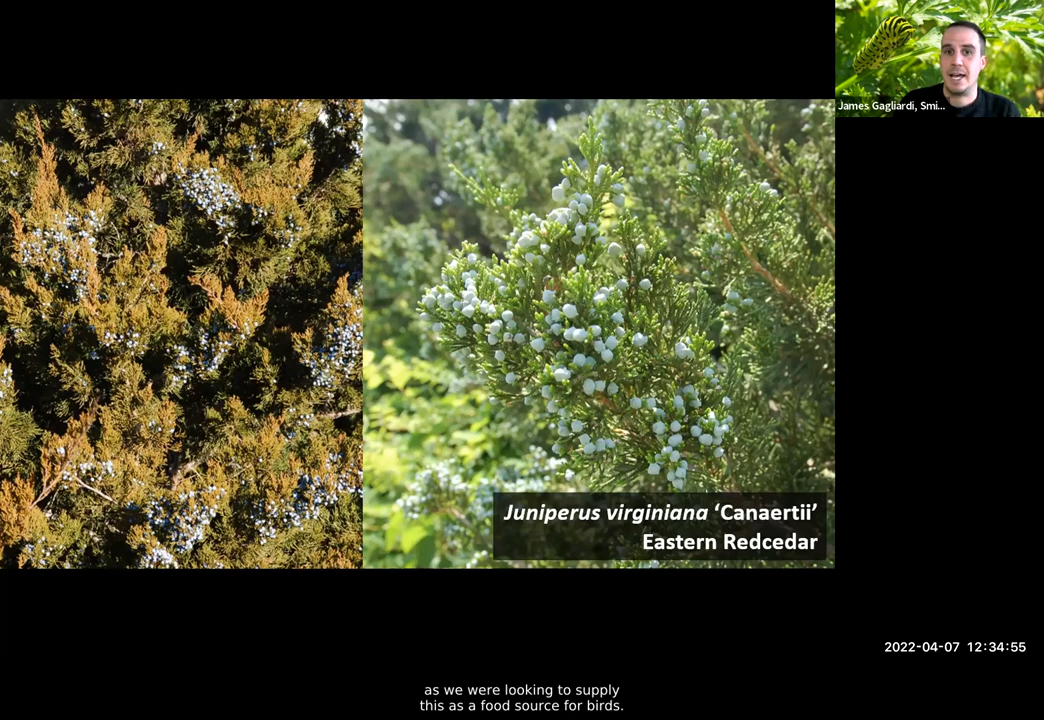 James Gagliardi, Smi...
Juniperus virginiana ‘Canaertii’
Eastern Redcedar
2022-04-07 12:34:55
as we were looking to supply
this as a food source for birds.